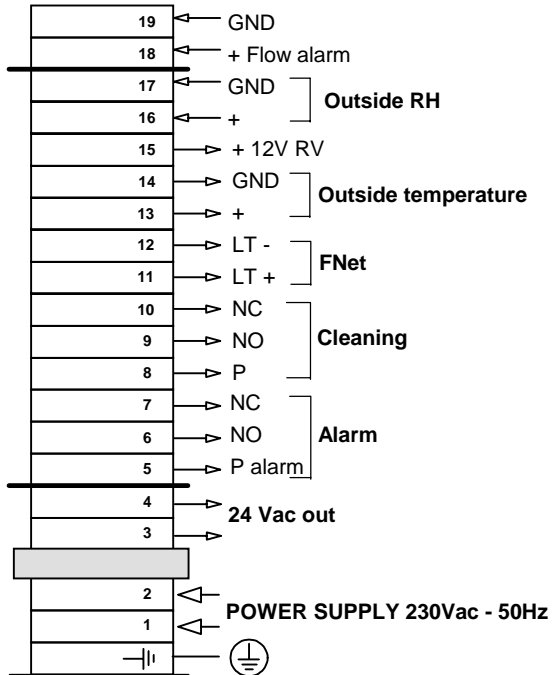 19 GND
18 + Flow alarm
17 GND
Outside RH
16 +
15 + 12V RV
14 GND
Outside temperature
13 +
12 LT -
FNet
11 LT +
10 NC
9 NO Cleaning
8 P
7 NC
6 NO Alarm
5 P alarm
4
24 Vac out
3
2
POWER SUPPLY 230Vac - 50Hz
1